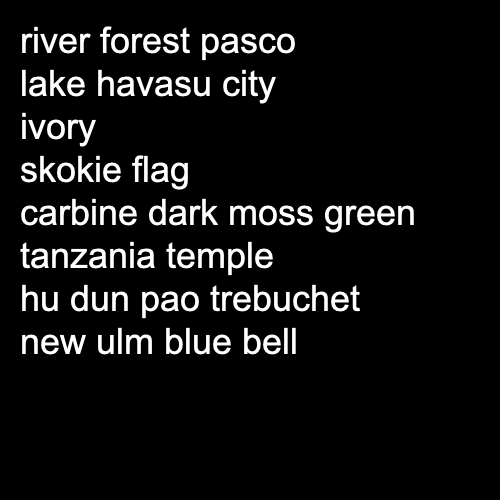 river forest pasco
lake havasu city
ivory
skokie flag
carbine dark moss green
tanzania temple
hu dun pao trebuchet
new ulm blue bell